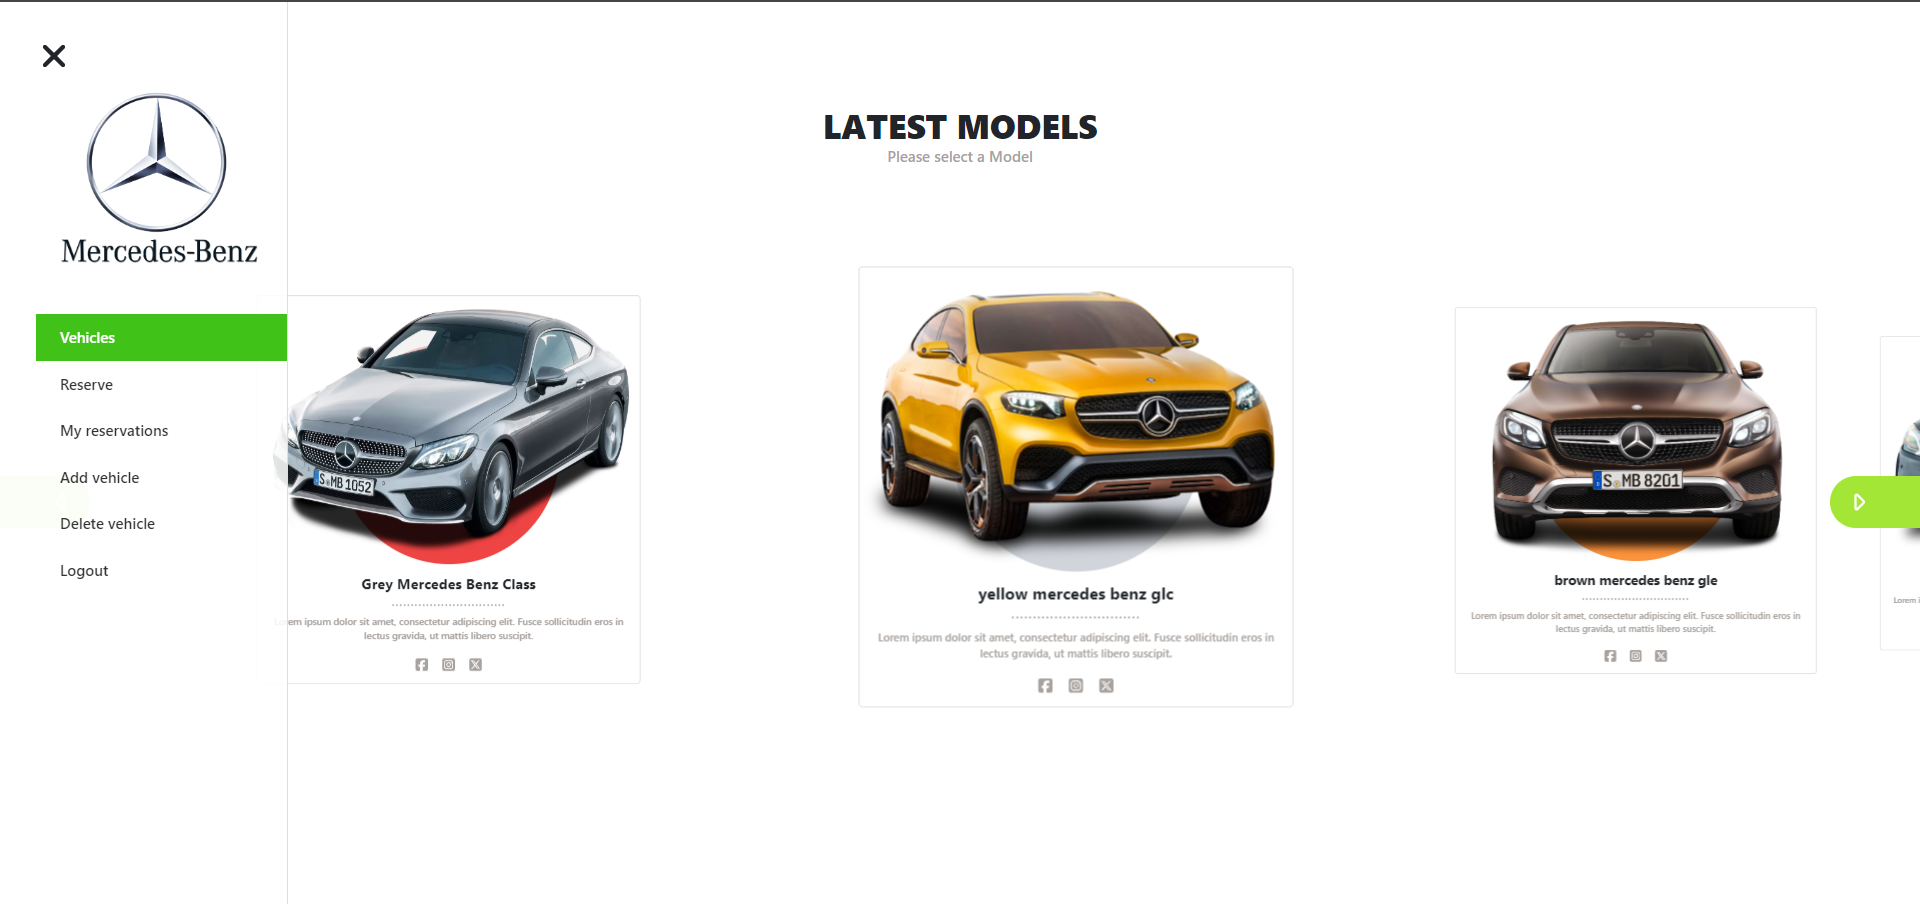 Mercedes-Benz
Vehicles
Reserve
My reservations
Add vehicle
Delete vehicle
Logout
LATEST MODELS
Please select a Model
S MB 1052
Grey Mercedes Benz Class
Lorem ipsum dolor sit amet, consectetur adipiscing elit. Fusce sollicitudin eros in
lectus gravida, ut mattis libero suscipit.
yellow mercedes benz glc
Lorem ipsum dolor sit amet, consectetur adipiscing elit. Fusce sollicitudin eros in
lectus gravida, ut mattis libero suscipit.
S MB 8201
brown mercedes benz gle
Lorem ipsum dolor sit amet, consectetur adipiscing elit. Fusce sollicitudin eros in
lectus gravida, ut mattis libero suscipit.
Lorem i